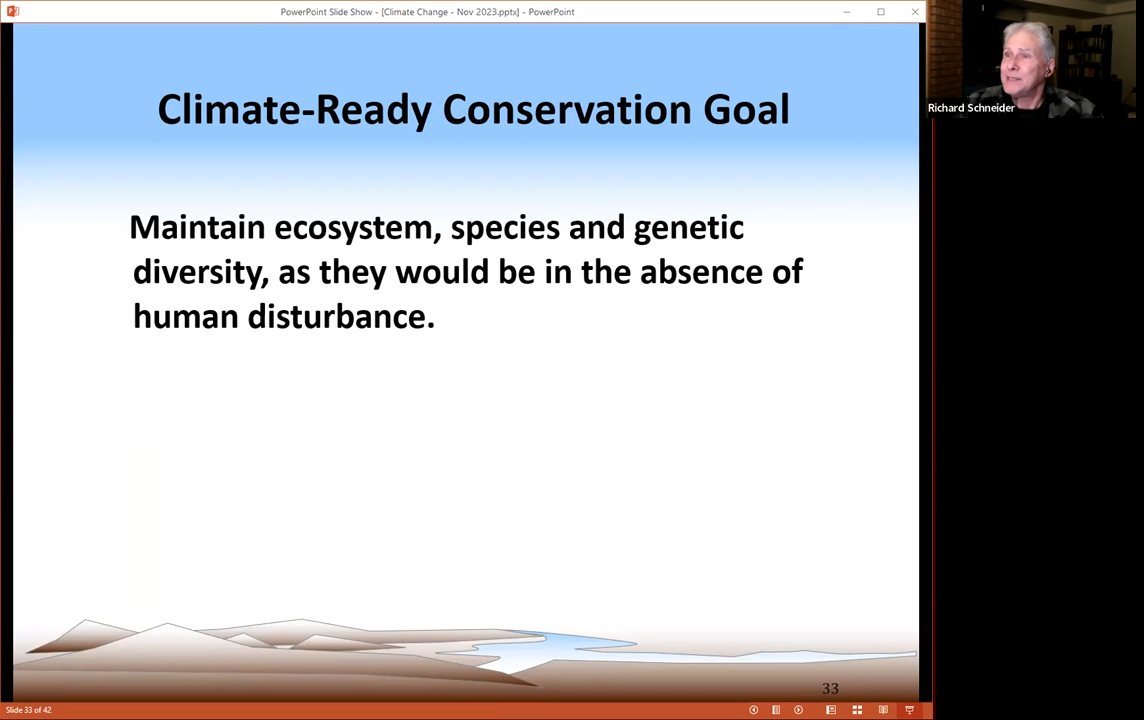 PowerPoint Slide Show - [Climate Change - Nov 2023.pptx] - PowerPoint
Richard Schneider
Climate-Ready Conservation Goal
Maintain ecosystem, species and genetic
diversity, as they would be in the absence of
human disturbance.
33
Slide 33 of 42